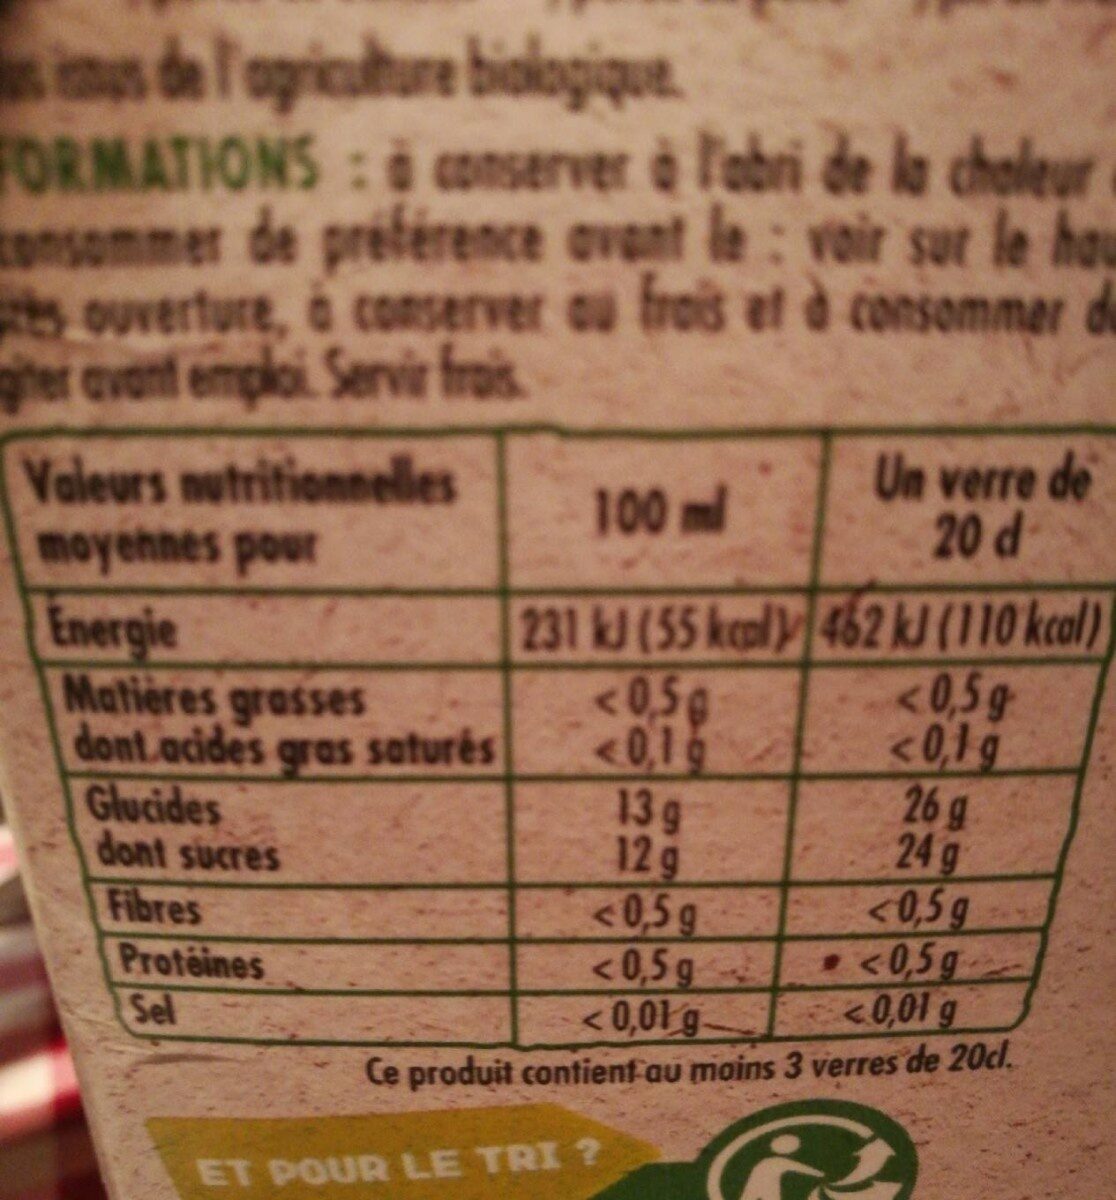 de l'agriculture biologique.
FORMATIONS : à conserver à l'abri de la chaleur
consommer de préférence avant le : voir sur le hau
ouverture, à conserver au frais et à consommer d
giter avant emploi. Servir frais.
Valeurs nutritionnelles moyennes pour 100 ml Un verre de 20 cl
Énergie 231 kJ (55 kcal) 462 kJ (110 kcal)
Matières grasses <0,5 g <0,5 g
dont acides gras saturés <0,1 g <0,1 g
Glucides 13 g 26 g
dont sucres 12 g 24 g
Fibres <0,5 g <0,5 g
Protéines <0,5 g <0,5 g
Sel <0,01 g <0,01 g
Ce produit contient au moins 3 verres de 20cl.
ET POUR LE TRI ?